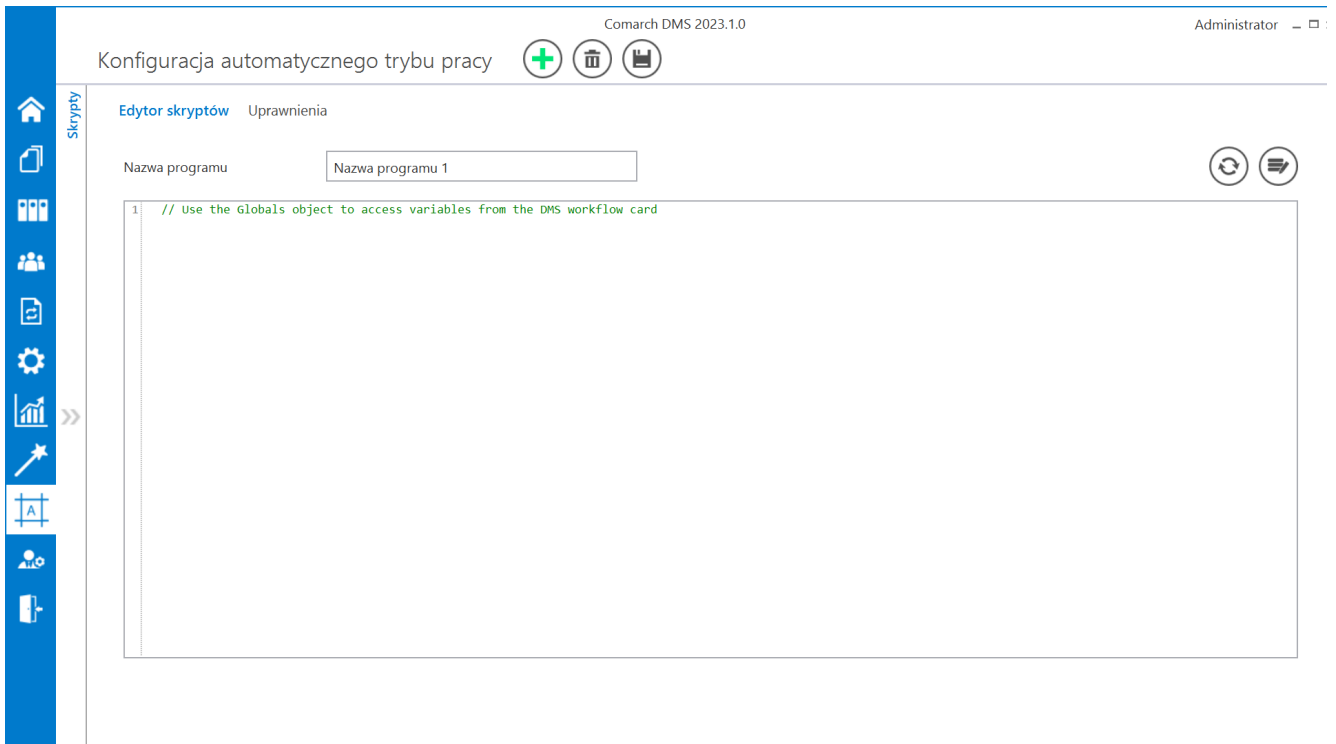 Comarch DMS 2023.1.0
Administrator
Konfiguracja automatycznego trybu pracy
Skrypty
Edytor skryptów Uprawnienia
Nazwa programu Nazwa programu 1
1 // Use the Globals object to access variables from the DMS workflow card
A